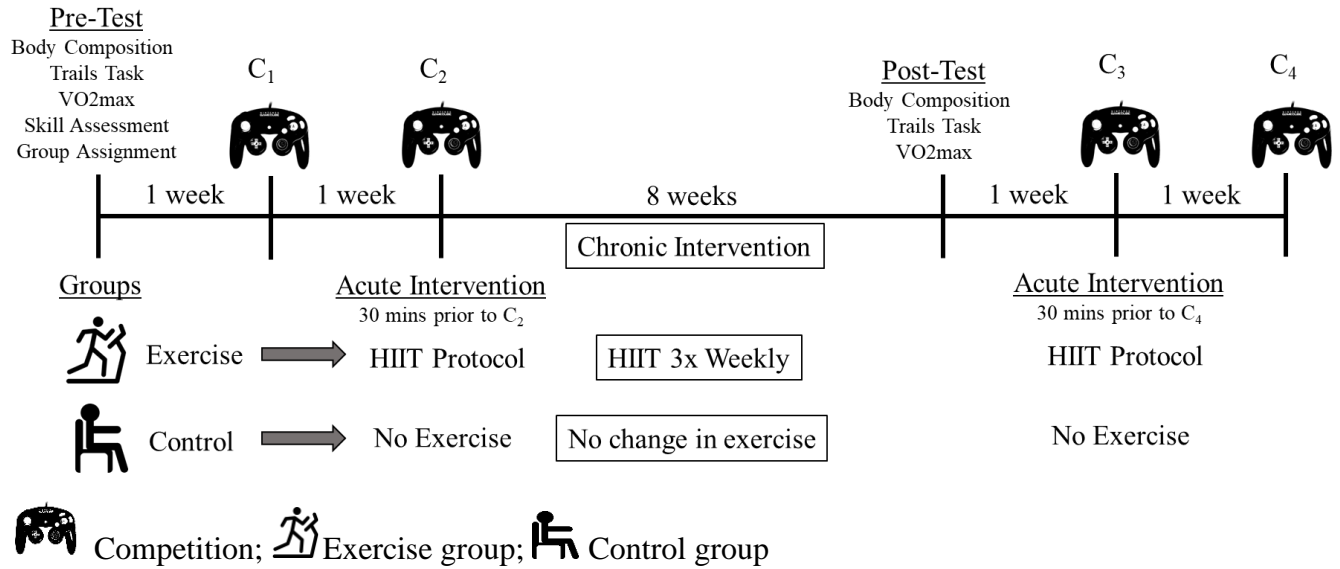 Pre-Test
Body Composition
Trails Task
VO2max
Skill Assessment
Group Assignment
C₁
C₂
Post-Test
Body Composition
Trails Task
VO2max
C₃
C₄
1 week
1 week
8 weeks
1 week
1 week
Chronic Intervention
Groups
Acute Intervention
30 mins prior to C₂
Acute Intervention
30 mins prior to C₄
Exercise
HIIT Protocol
HIIT 3x Weekly
HIIT Protocol
Control
No Exercise
No change in exercise
No Exercise
Competition; Exercise group; Control group